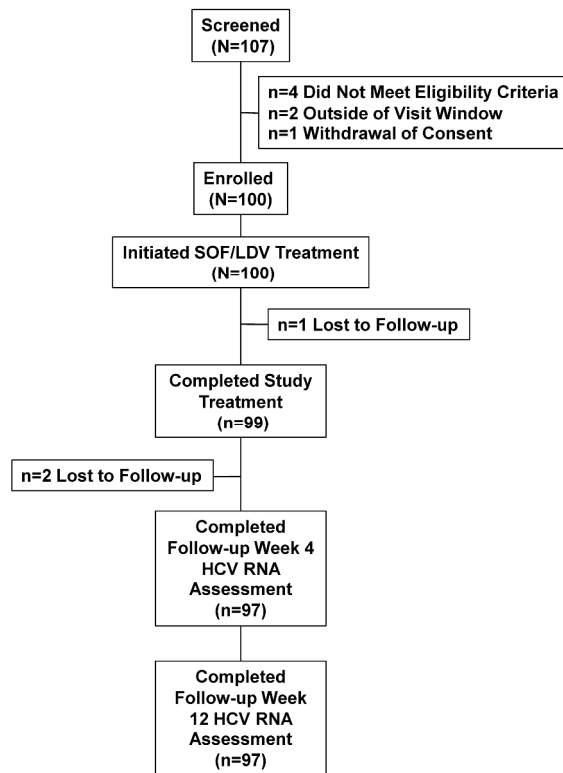 Screened
(N=107)
n=4 Did Not Meet Eligibility Criteria
n=2 Outside of Visit Window
n=1 Withdrawal of Consent
Enrolled
(N=100)
Initiated SOF/LDV Treatment
(N=100)
n=1 Lost to Follow-up
Completed Study
Treatment
(n=99)
n=2 Lost to Follow-up
Completed
Follow-up Week 4
HCV RNA
Assessment
(n=97)
Completed
Follow-up Week
12 HCV RNA
Assessment
(n=97)